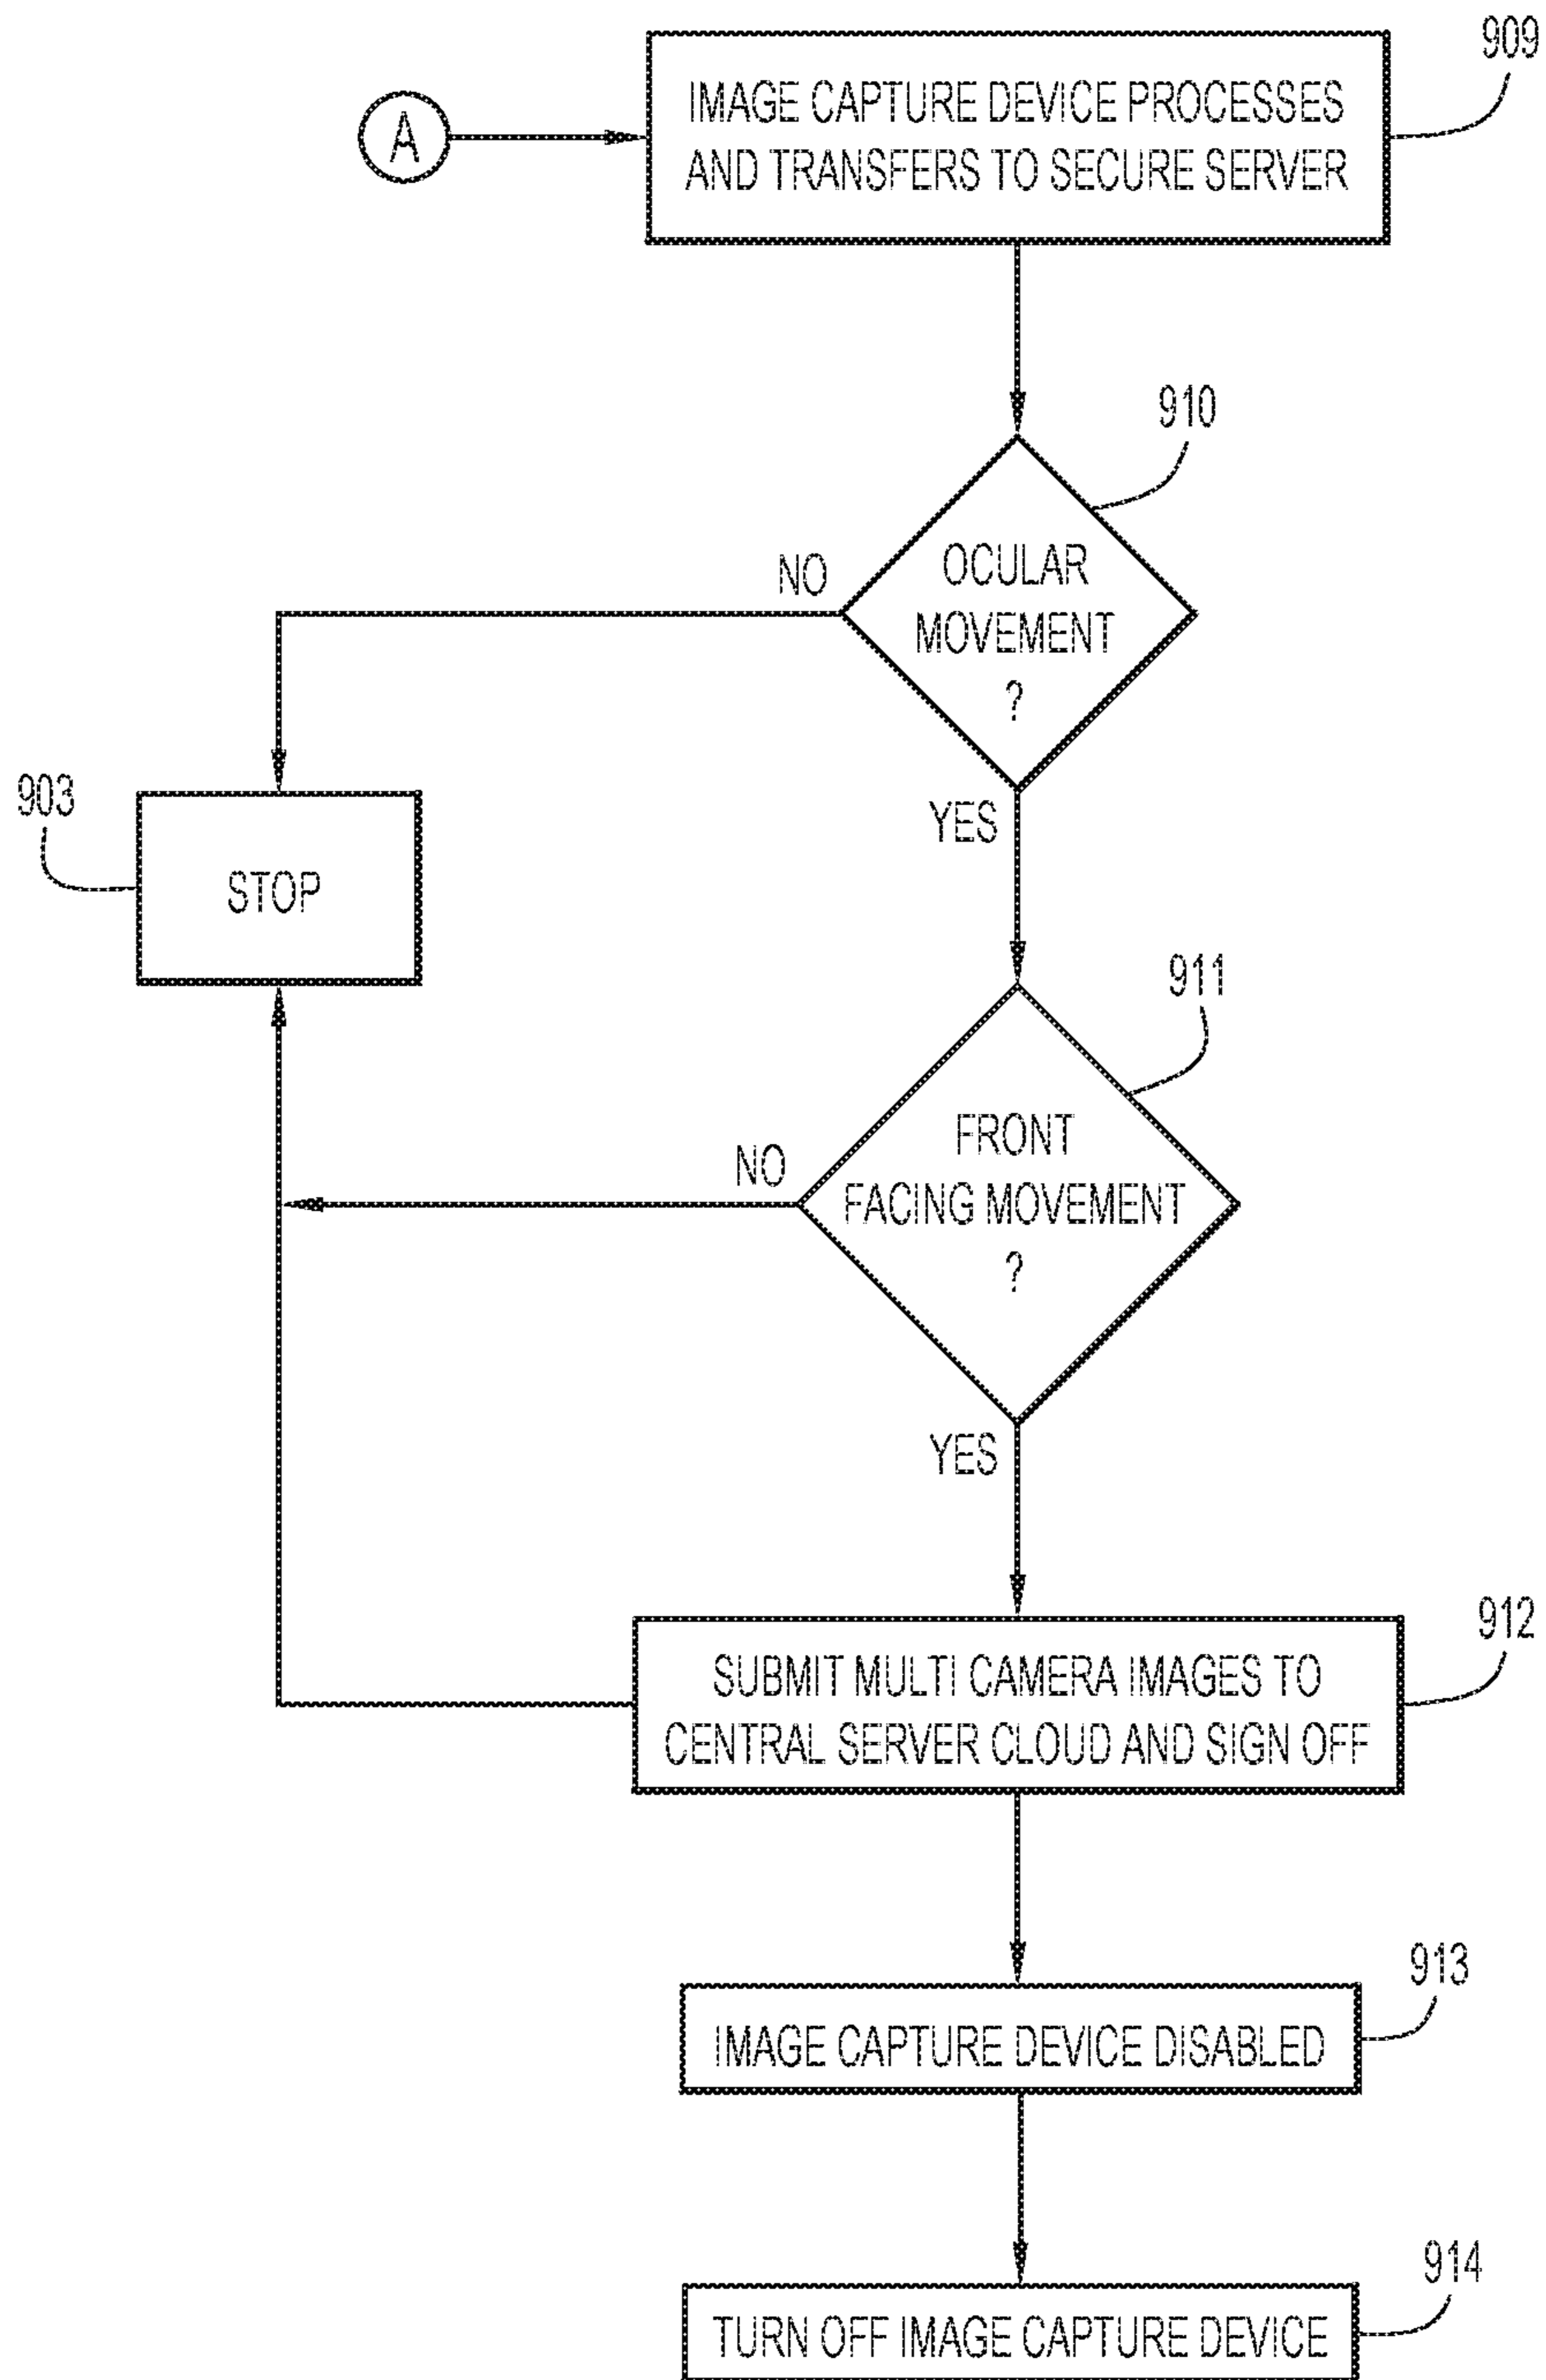 909
A
IMAGE CAPTURE DEVICE PROCESSES
AND TRANSFERS TO SECURE SERVER
910
NO
OCULAR
MOVEMENT
?
903
YES
STOP
911
NO
FRONT
FACING MOVEMENT
?
YES
912
SUBMIT MULTI CAMERA IMAGES TO
CENTRAL SERVER CLOUD AND SIGN OFF
913
IMAGE CAPTURE DEVICE DISABLED
914
TURN OFF IMAGE CAPTURE DEVICE